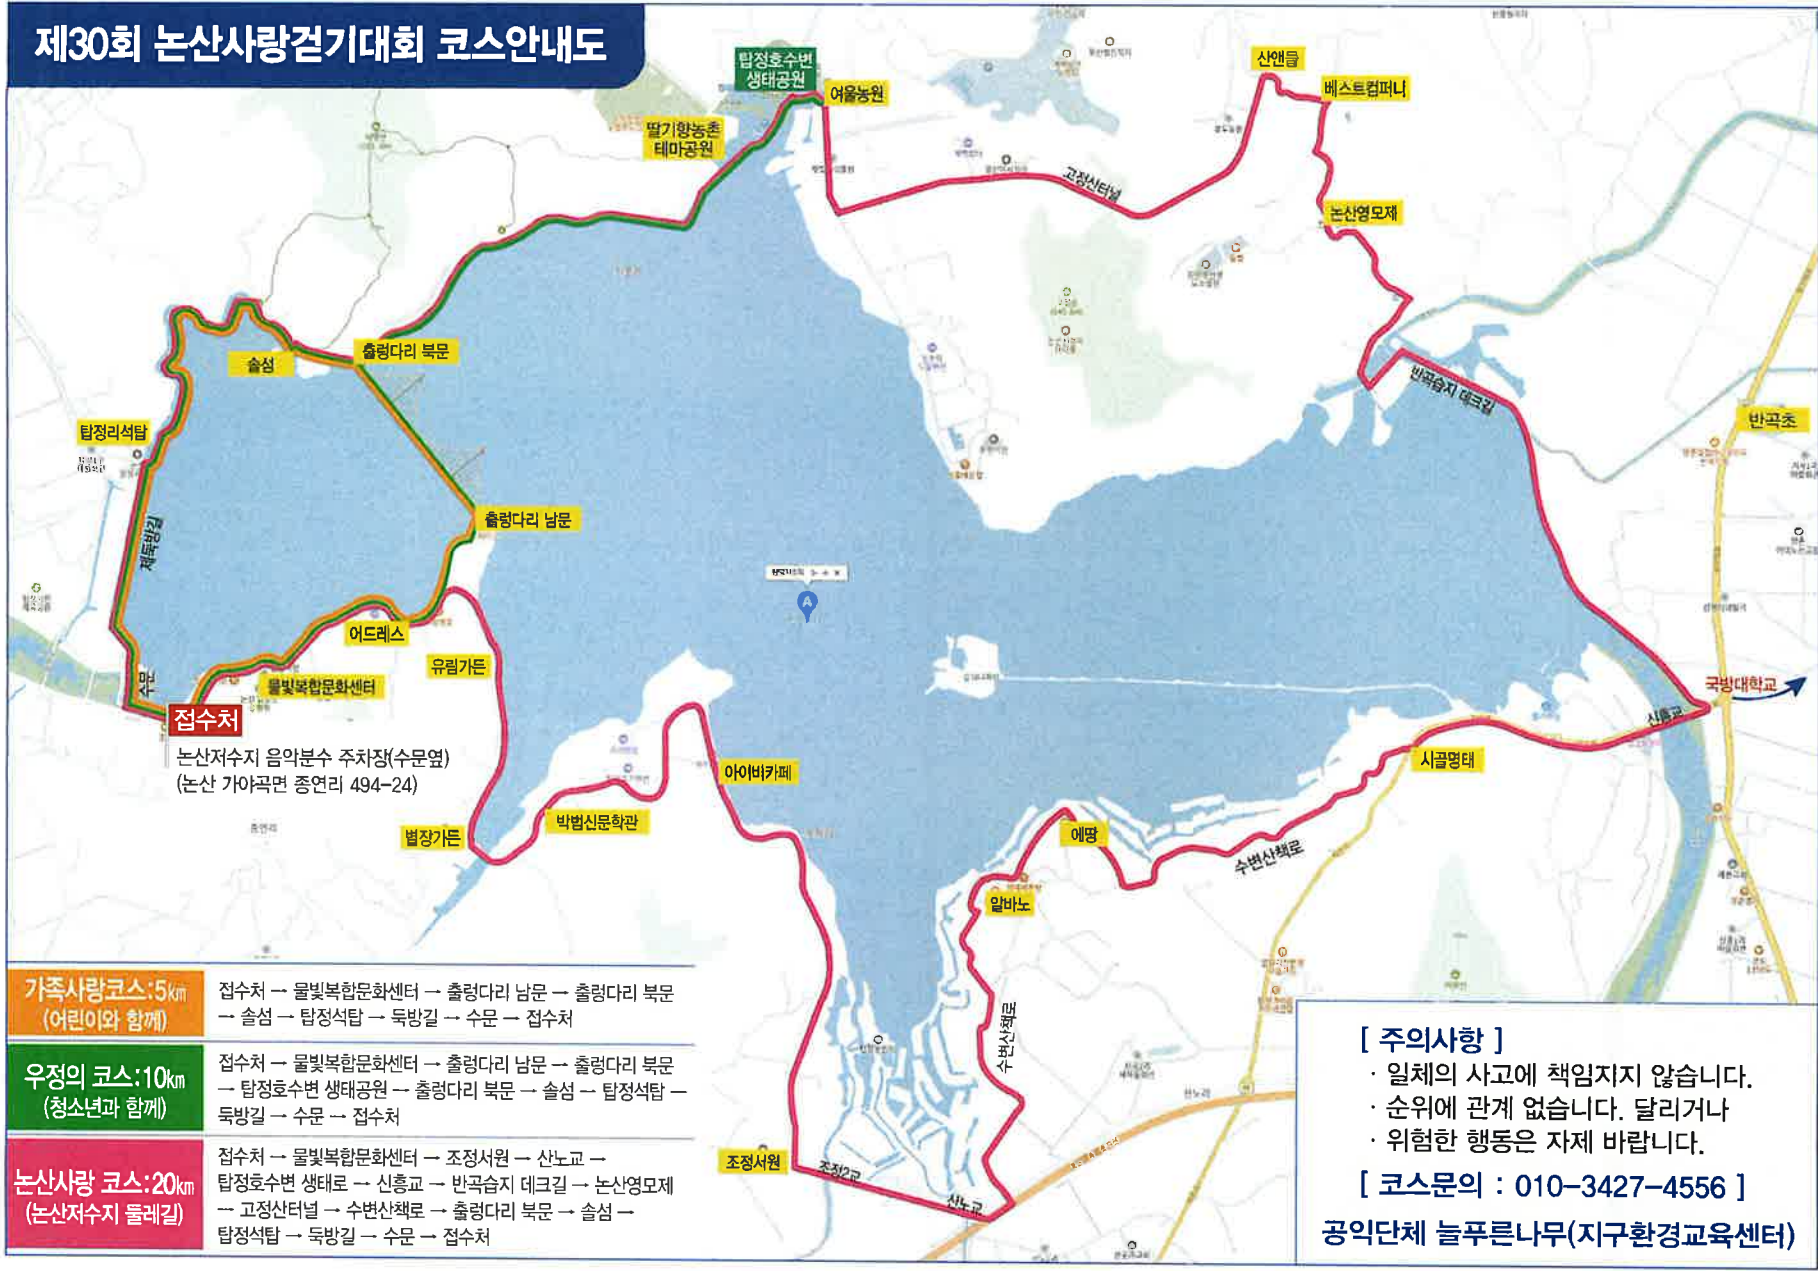 제30회 논산사랑걷기대회 코스안내도
탑정호수변
생태공원
여울농원
딸기향농촌
테마공원
산앤들
베스트컴퍼니
고정산터널
논산영모제
솔섬
출렁다리 북문
반곡습지 데크길
반곡초
탑정리석탑
출렁다리 남문
제둑방길
어드레스
유림가든
물빛복합문화센터
수문
접수처
논산저수지 음악분수 주차장(수문옆)
(논산 가야곡면 종연리 494-24)
국방대학교
신흥교
시골명태
아이비카페
박범신문학관
별장가든
에땅
수변산책로
알바노
수변산책로
조정서원
조정2교
산노교
산노리
종연리
가족사랑코스:5km
(어린이와 함께)
접수처 → 물빛복합문화센터 → 출렁다리 남문 → 출렁다리 북문
→ 솔섬 → 탑정석탑 → 둑방길 → 수문 → 접수처
우정의 코스:10km
(청소년과 함께)
접수처 → 물빛복합문화센터 → 출렁다리 남문 → 출렁다리 북문
→ 탑정호수변 생태공원 → 출렁다리 북문 → 솔섬 → 탑정석탑 →
둑방길 → 수문 → 접수처
논산사랑 코스:20km
(논산저수지 둘레길)
접수처 → 물빛복합문화센터 → 조정서원 → 산노교 →
탑정호수변 생태로 → 신흥교 → 반곡습지 데크길 → 논산영모제
→ 고정산터널 → 수변산책로 → 출렁다리 북문 → 솔섬 →
탑정석탑 → 둑방길 → 수문 → 접수처
[ 주의사항 ]
· 일체의 사고에 책임지지 않습니다.
· 순위에 관계 없습니다. 달리거나
· 위험한 행동은 자제 바랍니다.
[ 코스문의 : 010-3427-4556 ]
공익단체 늘푸른나무(지구환경교육센터)